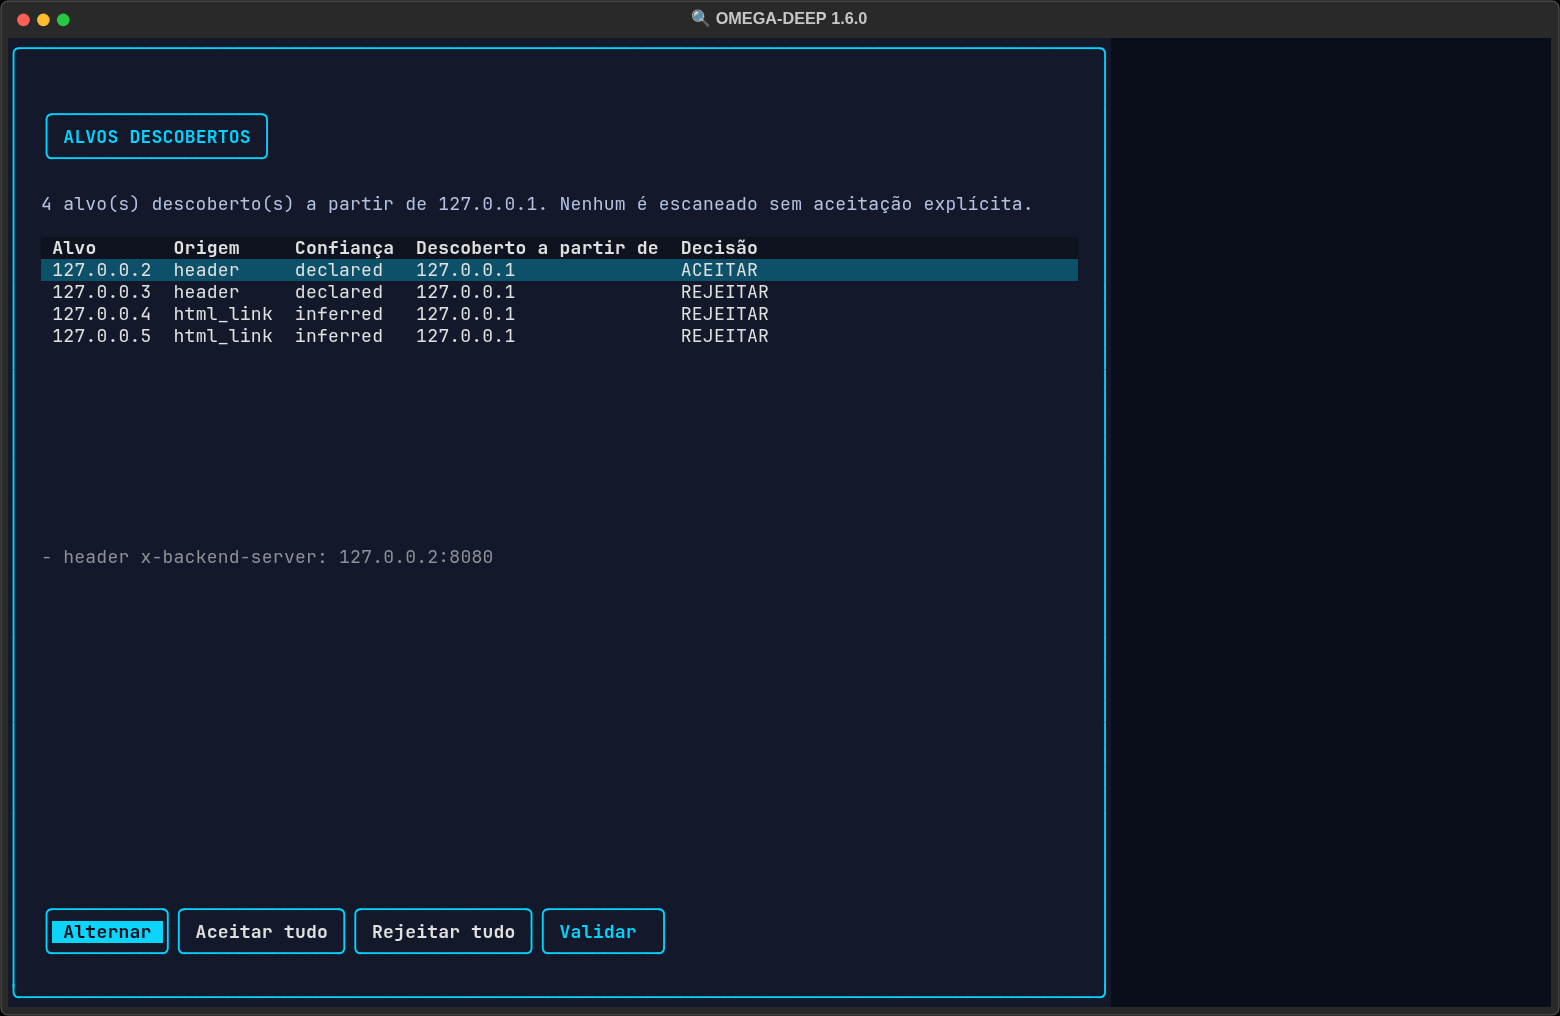 🔍 OMEGA-DEEP 1.6.0
ALVOS DESCOBERTOS
4 alvo(s) descoberto(s) a partir de 127.0.0.1. Nenhum é escaneado sem aceitação explícita.
Alvo Origem Confiança Descoberto a partir de Decisão
127.0.0.2 header declared 127.0.0.1 ACEITAR
127.0.0.3 header declared 127.0.0.1 REJEITAR
127.0.0.4 html_link inferred 127.0.0.1 REJEITAR
127.0.0.5 html_link inferred 127.0.0.1 REJEITAR
- header x-backend-server: 127.0.0.2:8080
Alternar Aceitar tudo Rejeitar tudo Validar